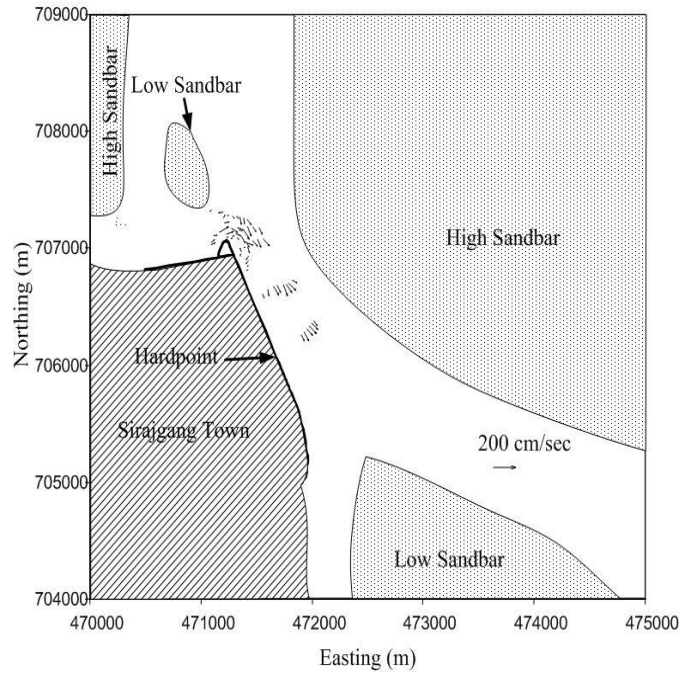 709000
708000
707000
706000
705000
704000
Northing (m)
High Sandbar
Low Sandbar
High Sandbar
Hardpoint
Sirajgang Town
200 cm/sec
Low Sandbar
470000 471000 472000 473000 474000 475000
Easting (m)